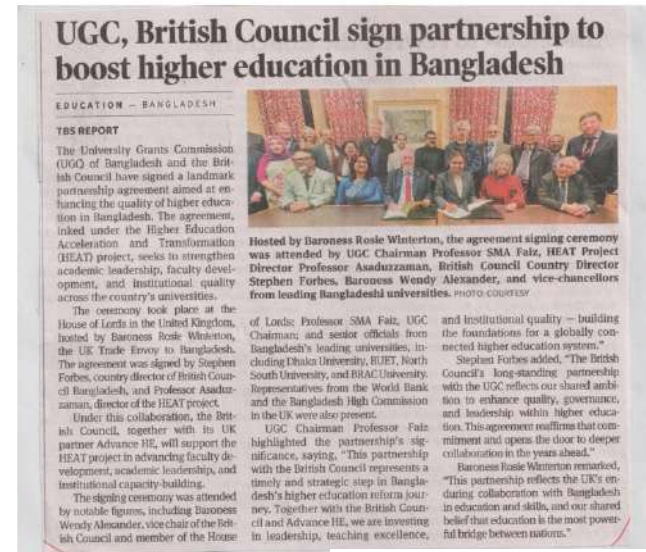 UGC, British Council sign partnership to
boost higher education in Bangladesh
EDUCATION — BANGLADESH
TBS REPORT
The University Grants Commission
(UGC) of Bangladesh and the Brit-
ish Council have signed a landmark
partnership agreement aimed at en-
hancing the quality of higher educa-
tion in Bangladesh. The agreement,
inked under the Higher Education
Acceleration and Transformation
(HEAT) project, seeks to strengthen
academic leadership, faculty devel-
opment, and institutional quality
across the country's universities.
The ceremony took place at the
House of Lords in the United Kingdom,
hosted by Baroness Rosie Winterton,
the UK Trade Envoy to Bangladesh.
The agreement was signed by Stephen
Forbes, country director of British Coun-
cil Bangladesh, and Professor Asaduz-
zaman, director of the HEAT project.
Under this collaboration, the Brit-
ish Council, together with its UK
partner Advance HE, will support the
HEAT project in advancing faculty de-
velopment, academic leadership, and
institutional capacity-building.
The signing ceremony was attended
by notable figures, including Baroness
Wendy Alexander, vice chair of the Brit-
ish Council and member of the House
Hosted by Baroness Rosie Winterton, the agreement signing ceremony
was attended by UGC Chairman Professor SMA Faiz, HEAT Project
Director Professor Asaduzzaman, British Council Country Director
Stephen Forbes, Baroness Wendy Alexander, and vice-chancellors
from leading Bangladeshi universities. PHOTO: COURTESY
of Lords; Professor SMA Faiz, UGC
Chairman; and senior officials from
Bangladesh's leading universities, in-
cluding Dhaka University, BUET, North
South University, and BRAC University.
Representatives from the World Bank
and the Bangladesh High Commission
in the UK were also present.
UGC Chairman Professor Faiz
highlighted the partnership's sig-
nificance, saying, "This partnership
with the British Council represents a
timely and strategic step in Bangla-
desh's higher education reform jour-
ney. Together with the British Coun-
cil and Advance HE, we are investing
in leadership, teaching excellence,
and institutional quality — building
the foundations for a globally con-
nected higher education system."
Stephen Forbes added, "The British
Council's long-standing partnership
with the UGC reflects our shared ambi-
tion to enhance quality, governance,
and leadership within higher educa-
tion. This agreement reaffirms that com-
mitment and opens the door to deeper
collaboration in the years ahead."
Baroness Rosie Winterton remarked,
"This partnership reflects the UK's en-
during collaboration with Bangladesh
in education and skills, and our shared
belief that education is the most power-
ful bridge between nations."